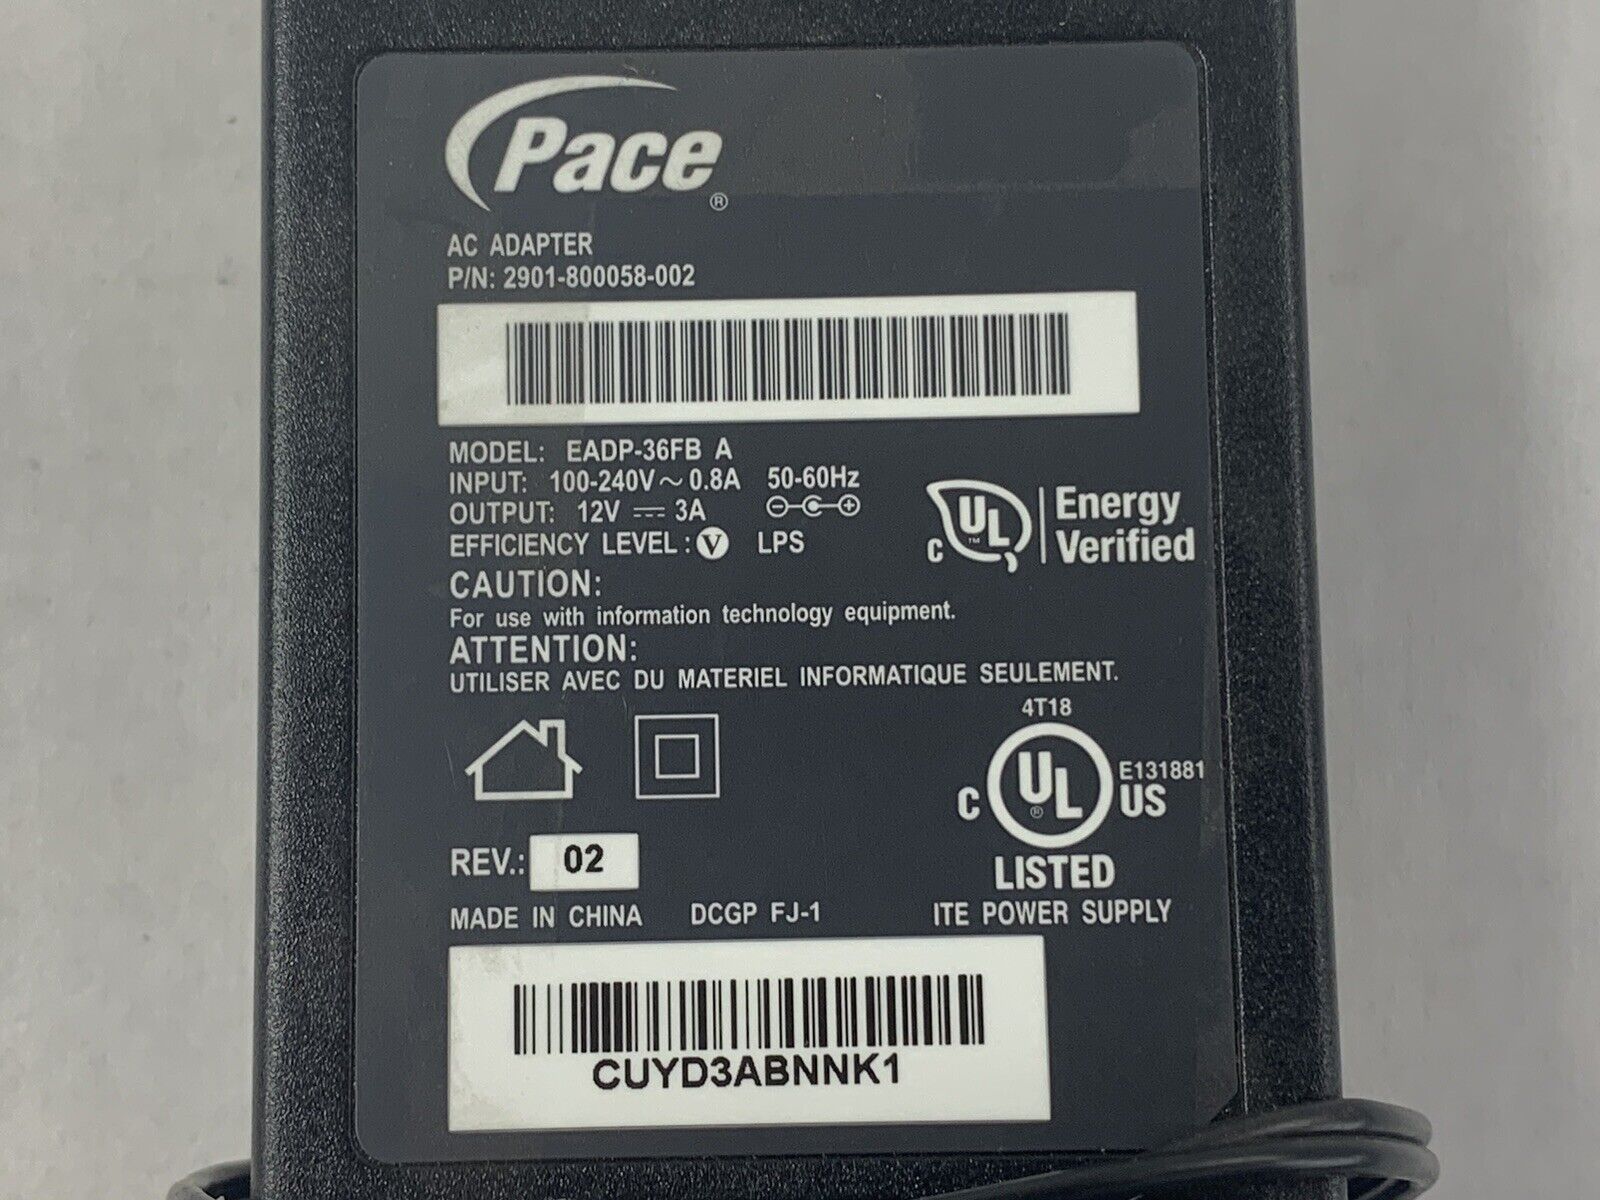 Pace®
AC ADAPTER
P/N: 2901-800058-002
MODEL: EADP-36FB A
INPUT: 100-240V~0.8A 50-60Hz
OUTPUT: 12V ⎓ 3A
EFFICIENCY LEVEL: V LPS
C UL™ Energy Verified
CAUTION:
For use with information technology equipment.
ATTENTION:
UTILISER AVEC DU MATERIEL INFORMATIQUE SEULEMENT.
4T18
C UL® US E131881
LISTED
ITE POWER SUPPLY
REV.: 02
MADE IN CHINA DCGP FJ-1
CUYD3ABNNK1